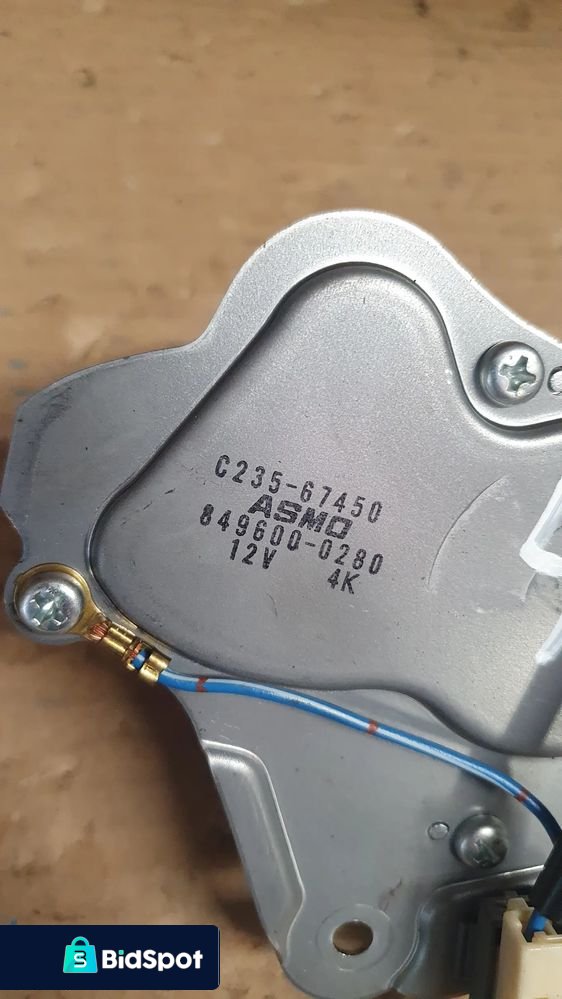 C235-67450
ASMO
849600-0280
12V 4K
BidSpot